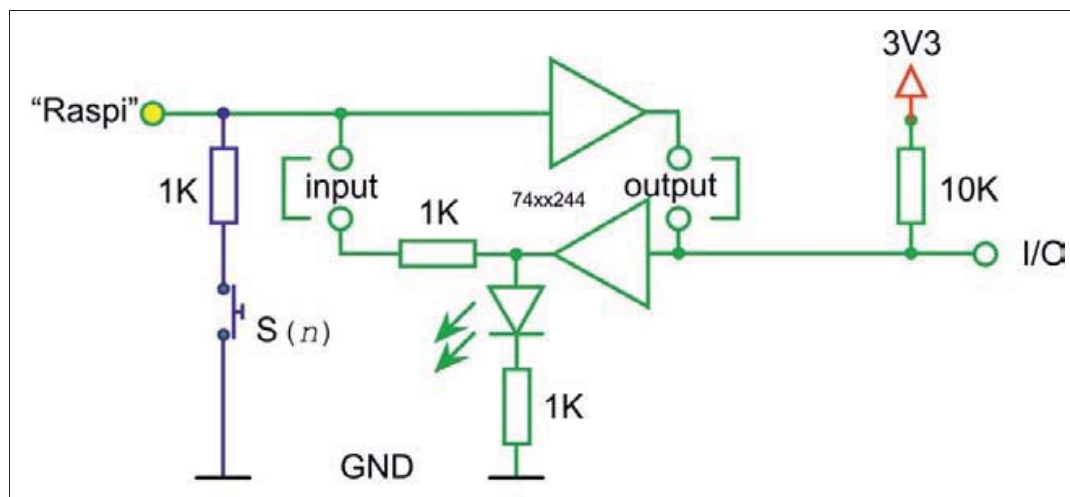 3V3
“Raspi”
1K
input
1K
74xx244
output
10K
I/O
S (n)
1K
GND